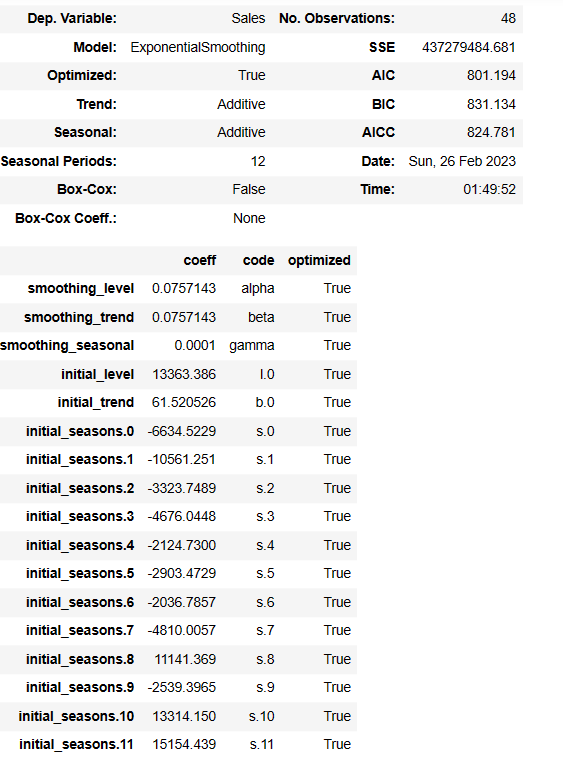 Dep. Variable: Sales No. Observations: 48
Model: ExponentialSmoothing SSE 437279484.681
Optimized: True AIC 801.194
Trend: Additive BIC 831.134
Seasonal: Additive AICC 824.781
Seasonal Periods: 12 Date: Sun, 26 Feb 2023
Box-Cox: False Time: 01:49:52
Box-Cox Coeff.: None
coeff code optimized
smoothing_level 0.0757143 alpha True
smoothing_trend 0.0757143 beta True
smoothing_seasonal 0.0001 gamma True
initial_level 13363.386 l.0 True
initial_trend 61.520526 b.0 True
initial_seasons.0 -6634.5229 s.0 True
initial_seasons.1 -10561.251 s.1 True
initial_seasons.2 -3323.7489 s.2 True
initial_seasons.3 -4676.0448 s.3 True
initial_seasons.4 -2124.7300 s.4 True
initial_seasons.5 -2903.4729 s.5 True
initial_seasons.6 -2036.7857 s.6 True
initial_seasons.7 -4810.0057 s.7 True
initial_seasons.8 11141.369 s.8 True
initial_seasons.9 -2539.3965 s.9 True
initial_seasons.10 13314.150 s.10 True
initial_seasons.11 15154.439 s.11 True